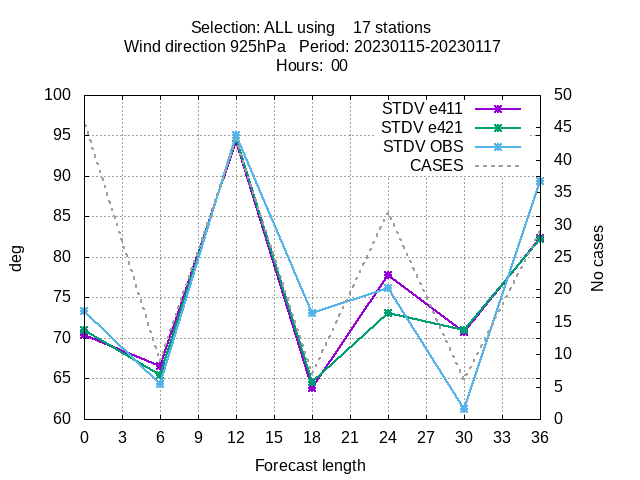 Selection: ALL using    17 stations
Wind direction 925hPa   Period: 20230115-20230117
Hours:  00
100
95
90
85
80
75
70
65
60
50
45
40
35
30
25
20
15
10
5
0
STDV e411
STDV e421
STDV OBS
CASES
deg
No cases
0 3 6 9 12 15 18 21 24 27 30 33 36
Forecast length